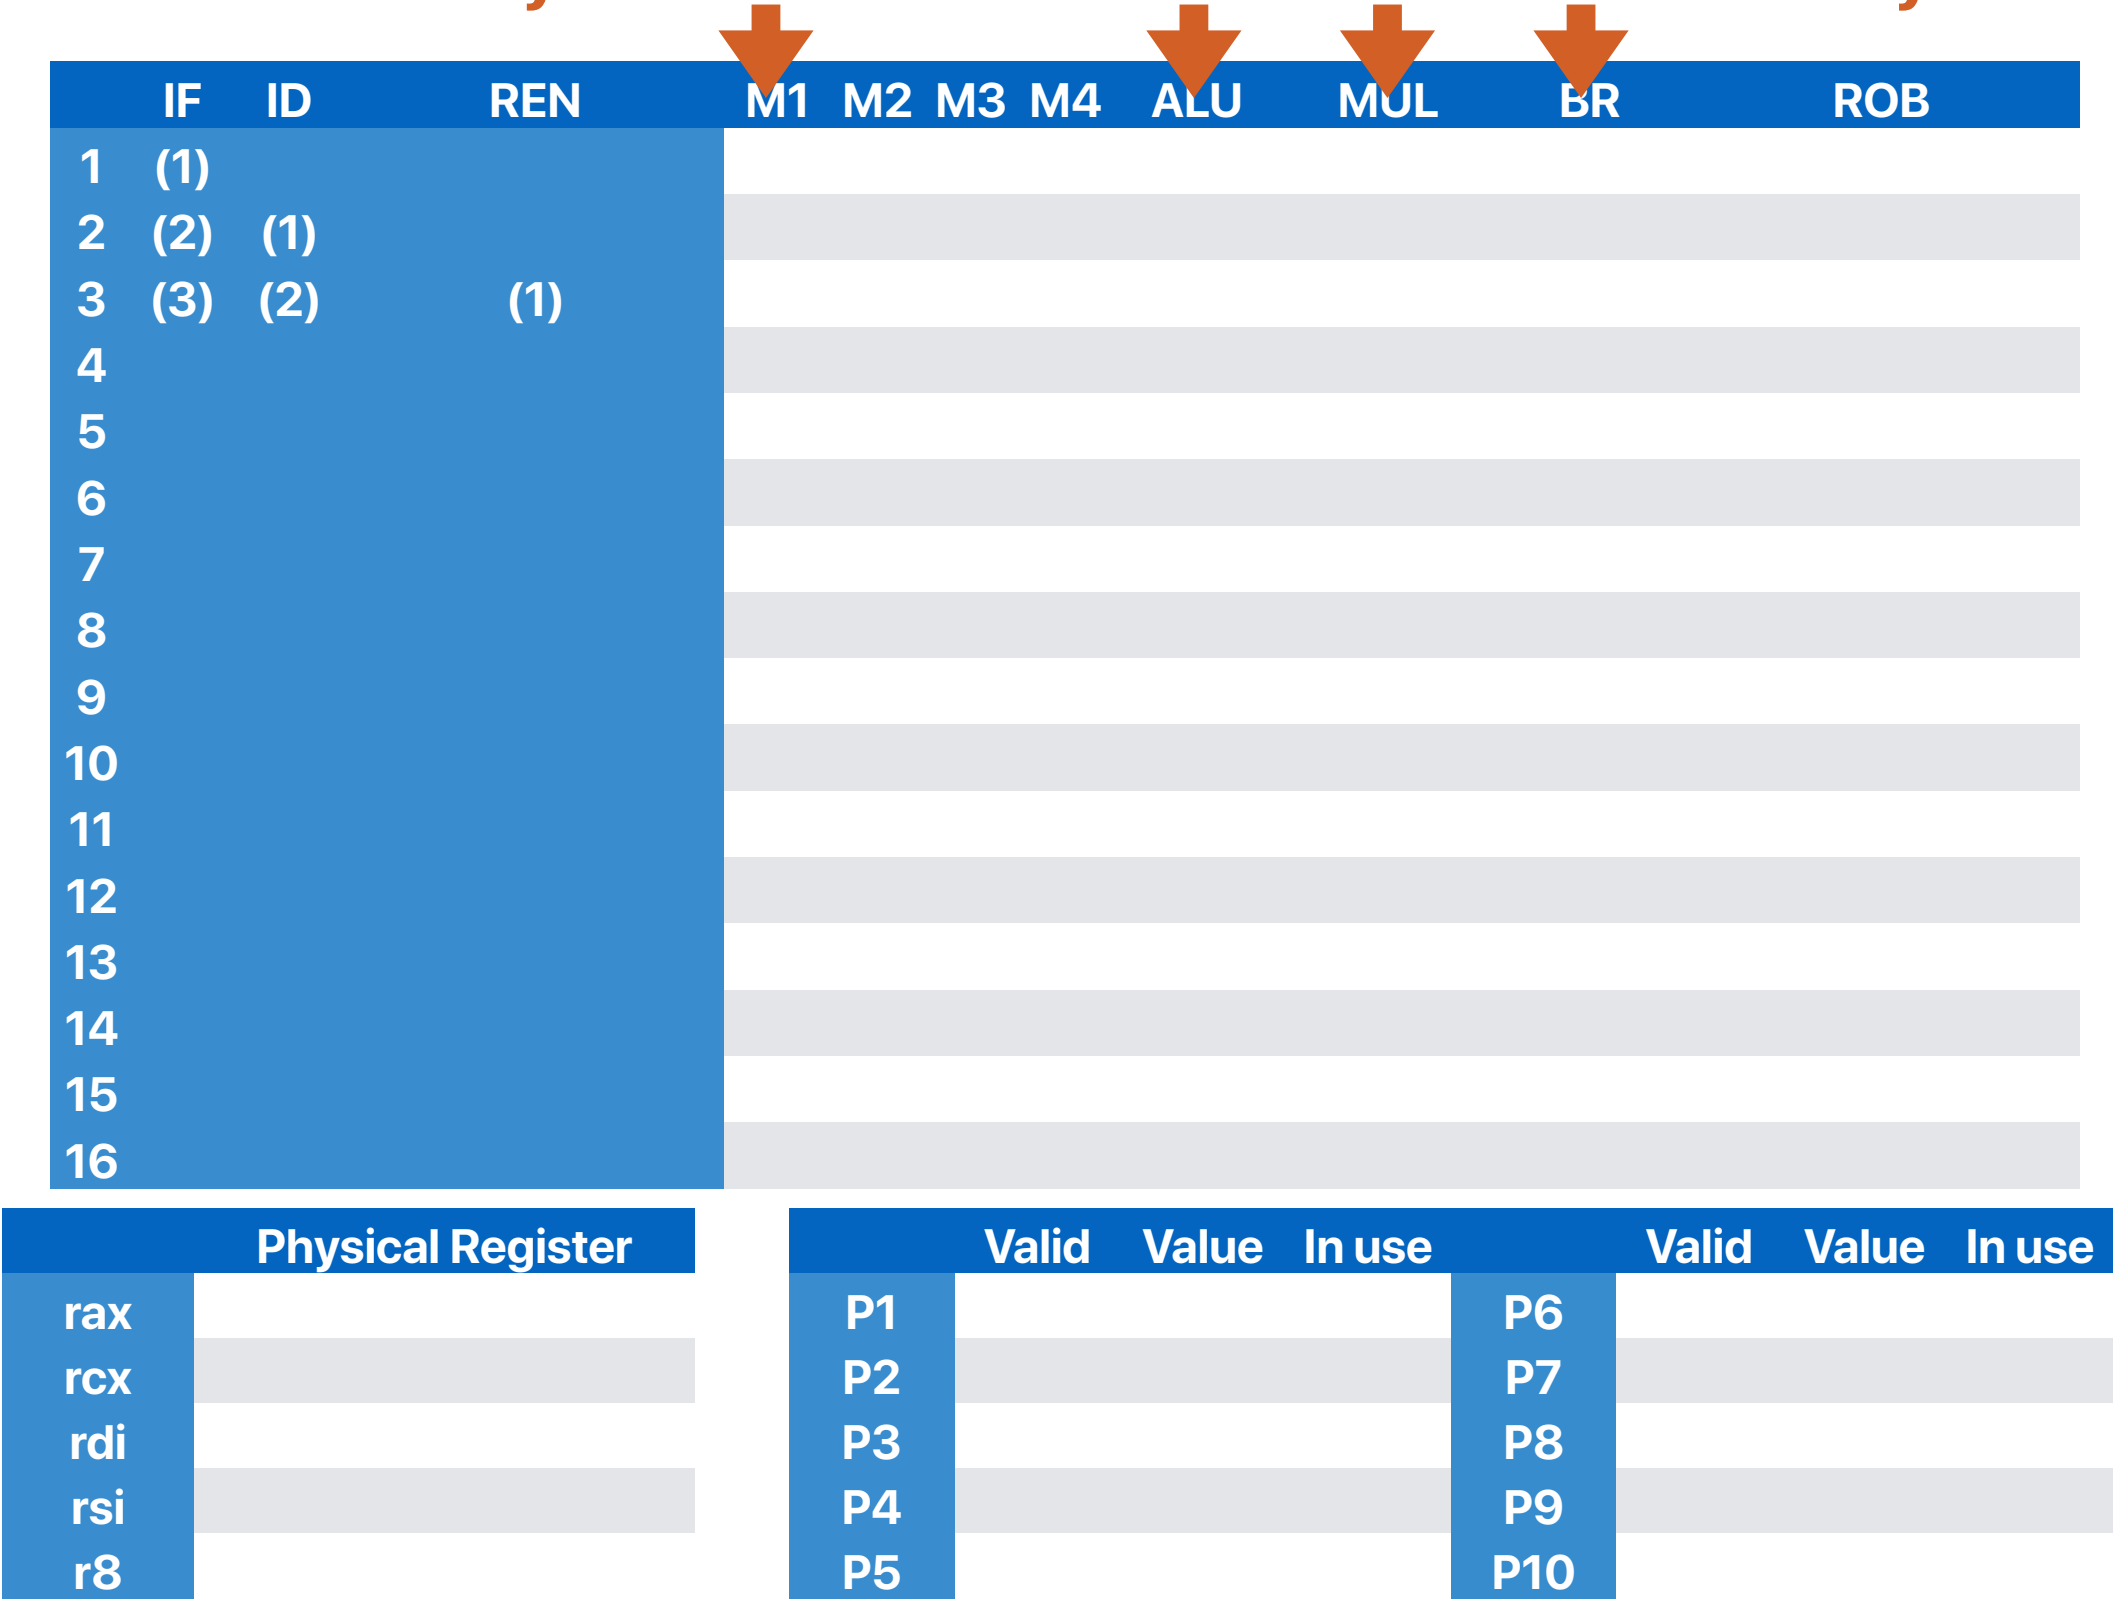 IF ID REN M1 M2 M3 M4 ALU MUL BR ROB
1 (1)
2 (2) (1)
3 (3) (2) (1)
4
5
6
7
8
9
10
11
12
13
14
15
16
Physical Register
rax
rcx
rdi
rsi
r8
Valid Value In use Valid Value In use
P1 P6
P2 P7
P3 P8
P4 P9
P5 P10